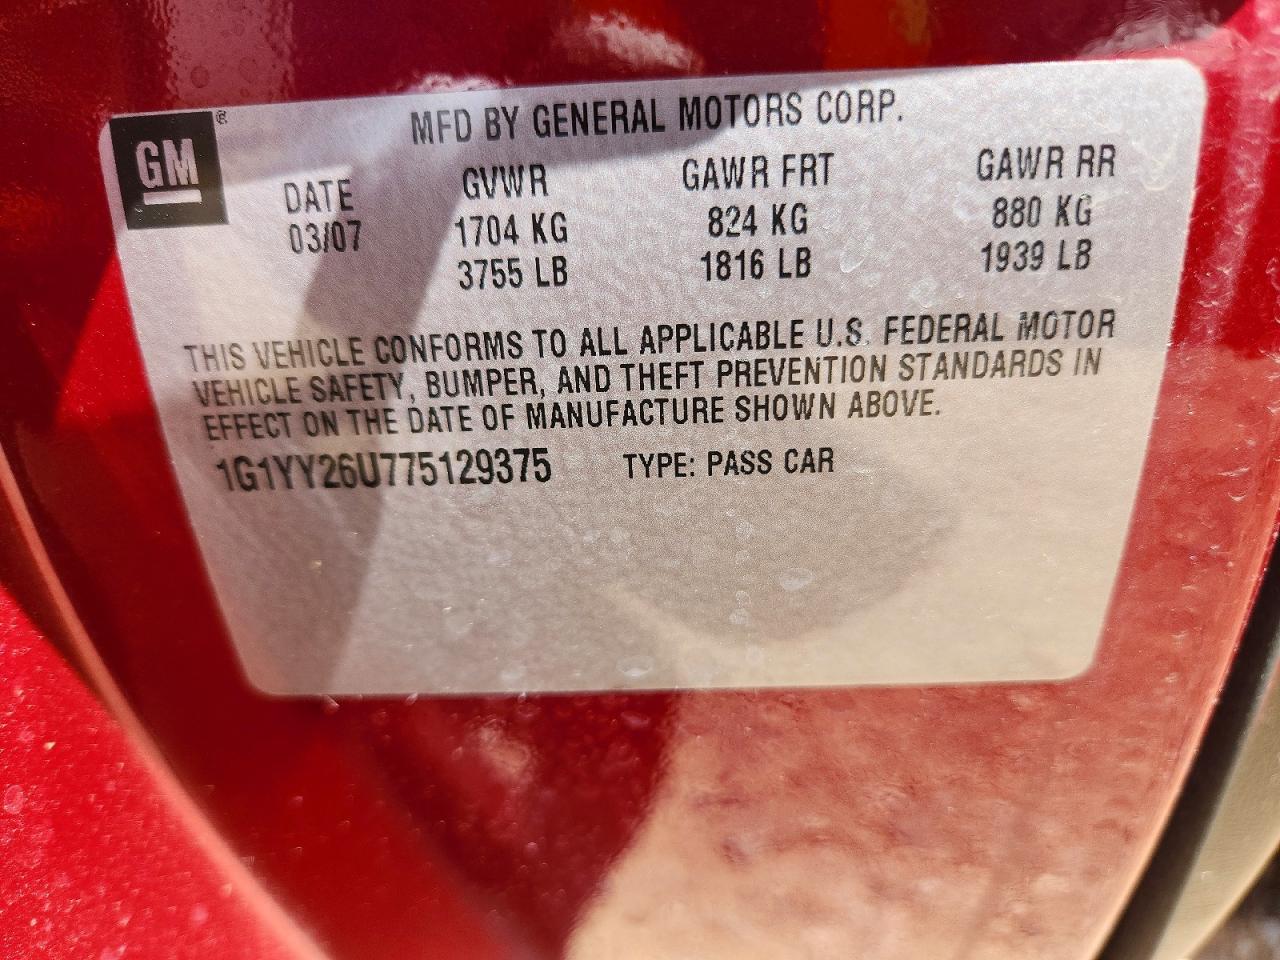 GM ®
MFD BY GENERAL MOTORS CORP.
DATE GVWR GAWR FRT GAWR RR
03/07 1704 KG 824 KG 880 KG
3755 LB 1816 LB 1939 LB
THIS VEHICLE CONFORMS TO ALL APPLICABLE U.S. FEDERAL MOTOR
VEHICLE SAFETY, BUMPER, AND THEFT PREVENTION STANDARDS IN
EFFECT ON THE DATE OF MANUFACTURE SHOWN ABOVE.
1G1YY26U775129375 TYPE: PASS CAR